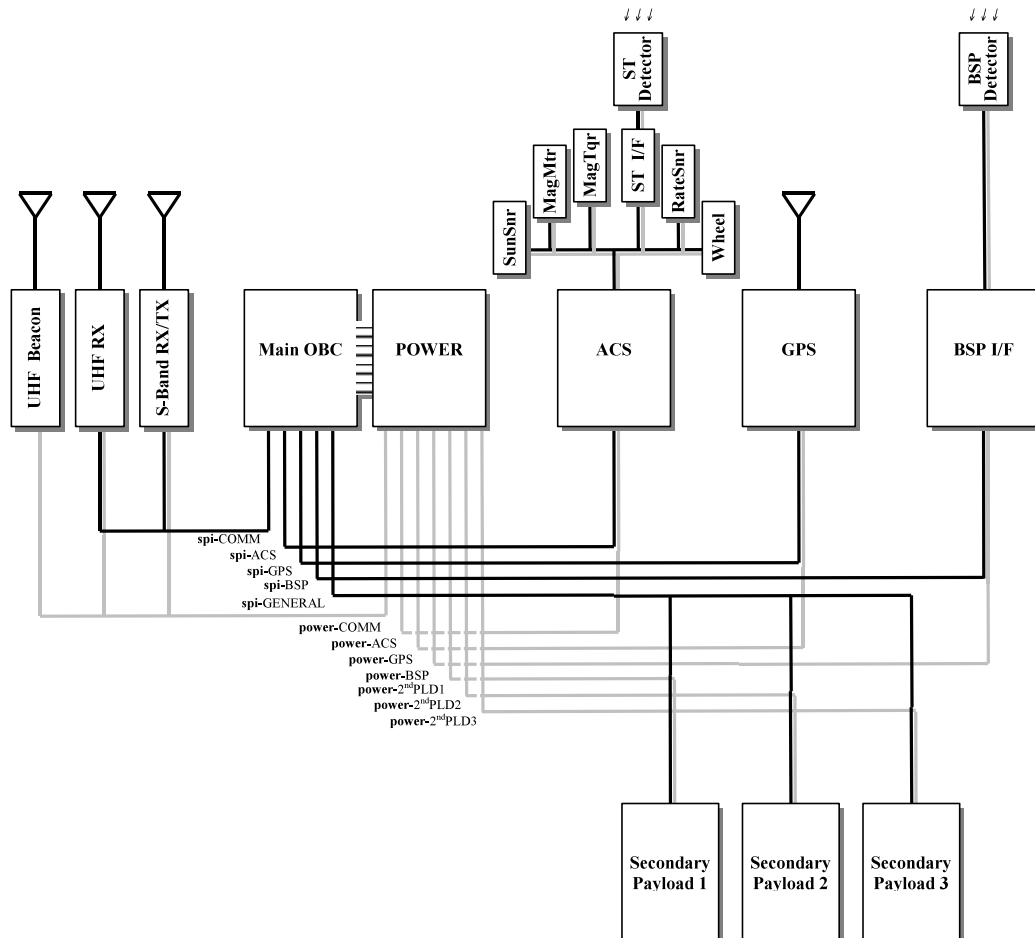 ST
Detector
BSP
Detector
SunSnr
MagMtr
MagTqr
ST I/F
RateSnr
Wheel
UHF Beacon
UHF RX
S-Band RX/TX
Main OBC
POWER
ACS
GPS
BSP I/F
spi-COMM
spi-ACS
spi-GPS
spi-BSP
spi-GENERAL
power-COMM
power-ACS
power-GPS
power-BSP
power-2ndPLD1
power-2ndPLD2
power-2ndPLD3
Secondary
Payload 1
Secondary
Payload 2
Secondary
Payload 3